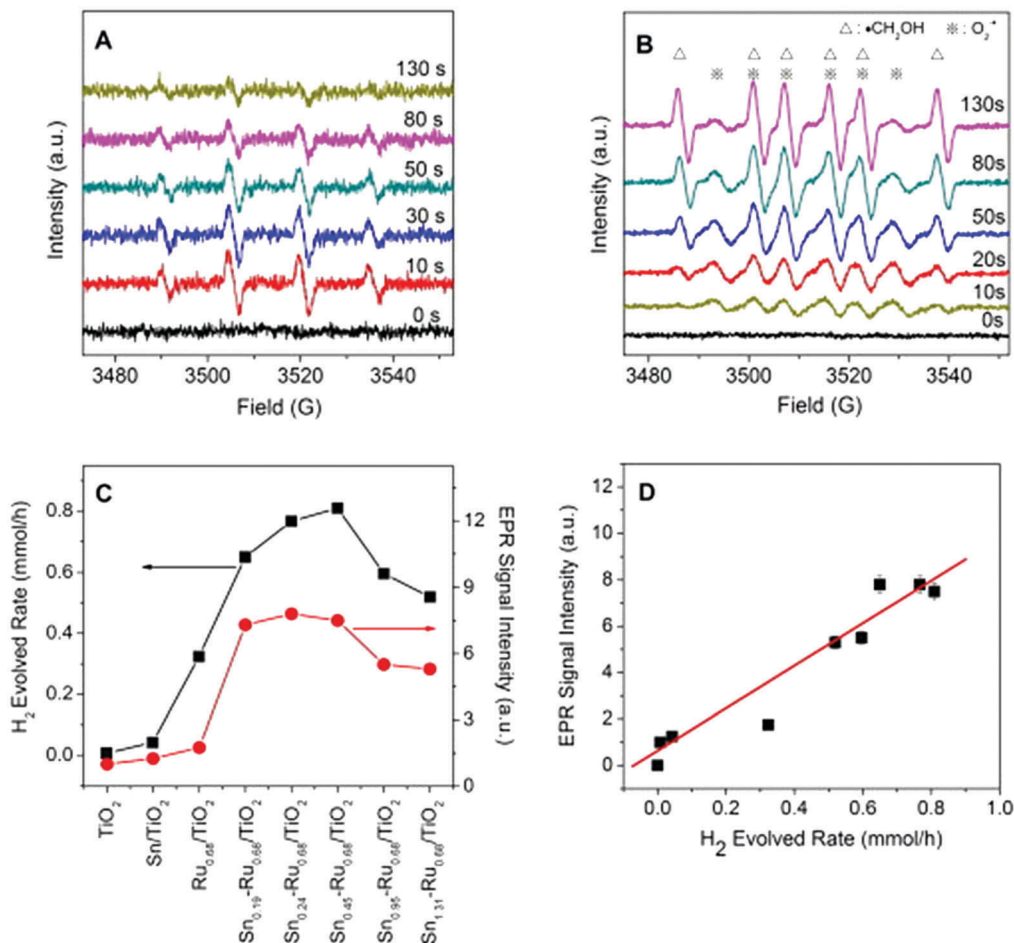 A
130 s
80 s
50 s
30 s
10 s
0 s
Intensity (a.u.)
3480 3500 3520 3540
Field (G)
B
△ : •CH₂OH ※ : O₂⁻•
130s
80s
50s
20s
10s
0s
Intensity (a.u.)
3480 3500 3520 3540
Field (G)
C
H₂ Evolved Rate (mmol/h)
0.8
0.6
0.4
0.2
0.0
EPR Signal Intensity (a.u.)
12
9
6
3
0
TiO₂
Sn/TiO₂
Ru₀.₆₈/TiO₂
Sn₀.₁₉-Ru₀.₆₈/TiO₂
Sn₀.₂₄-Ru₀.₆₈/TiO₂
Sn₀.₄₅-Ru₀.₆₈/TiO₂
Sn₀.₉₅-Ru₀.₆₈/TiO₂
Sn₁.₃₁-Ru₀.₆₈/TiO₂
D
EPR Signal Intensity (a.u.)
12
10
8
6
4
2
0
0.0 0.2 0.4 0.6 0.8 1.0
H₂ Evolved Rate (mmol/h)